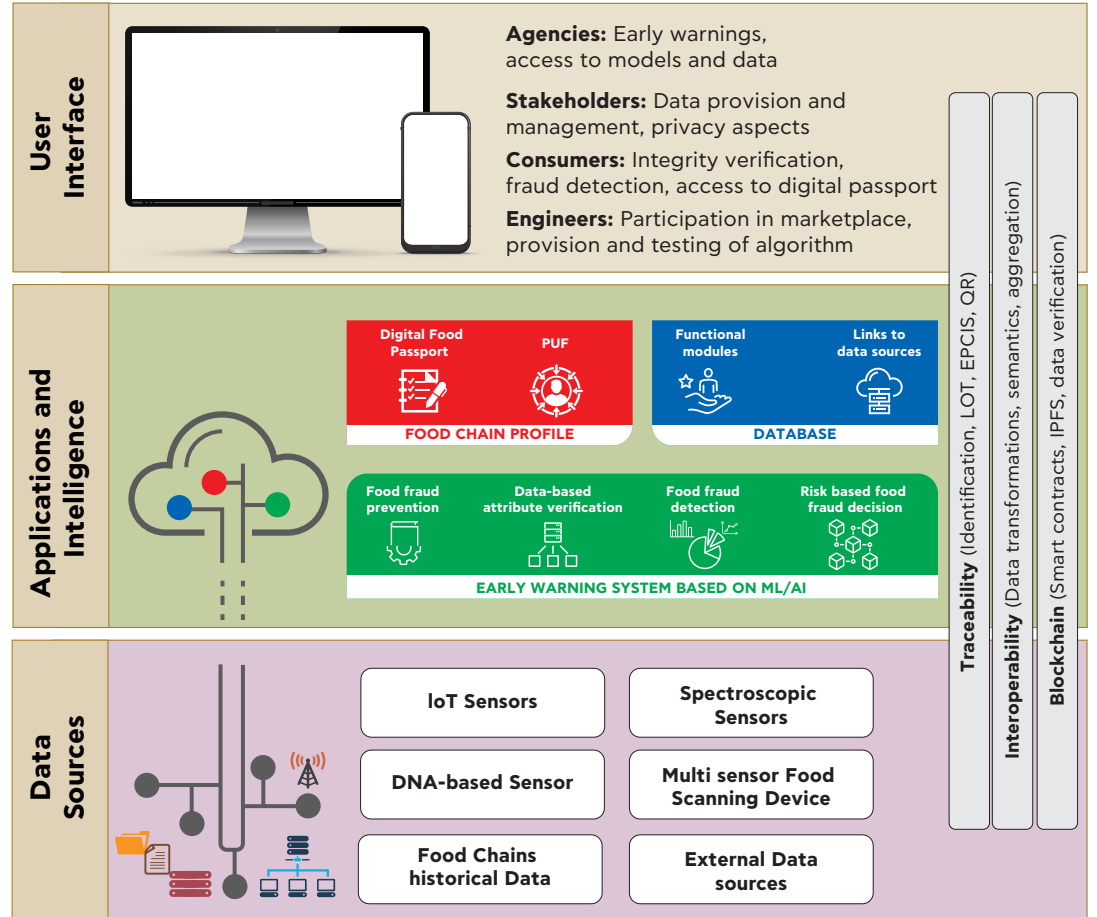 User
Interface
Agencies: Early warnings,
access to models and data
Stakeholders: Data provision and
management, privacy aspects
Consumers: Integrity verification,
fraud detection, access to digital passport
Engineers: Participation in marketplace,
provision and testing of algorithm
Applications and
Intelligence
Digital Food
Passport
PUF
FOOD CHAIN PROFILE
Functional
modules
Links to
data sources
DATABASE
Food fraud
prevention
Data-based
attribute verification
Food fraud
detection
Risk based food
fraud decision
EARLY WARNING SYSTEM BASED ON ML/AI
Data
Sources
IoT Sensors
Spectroscopic
Sensors
DNA-based Sensor
Multi sensor Food
Scanning Device
Food Chains
historical Data
External Data
sources
Traceability (Identification, LOT, EPCIS, QR)
Interoperability (Data transformations, semantics, aggregation)
Blockchain (Smart contracts, IPFS, data verification)